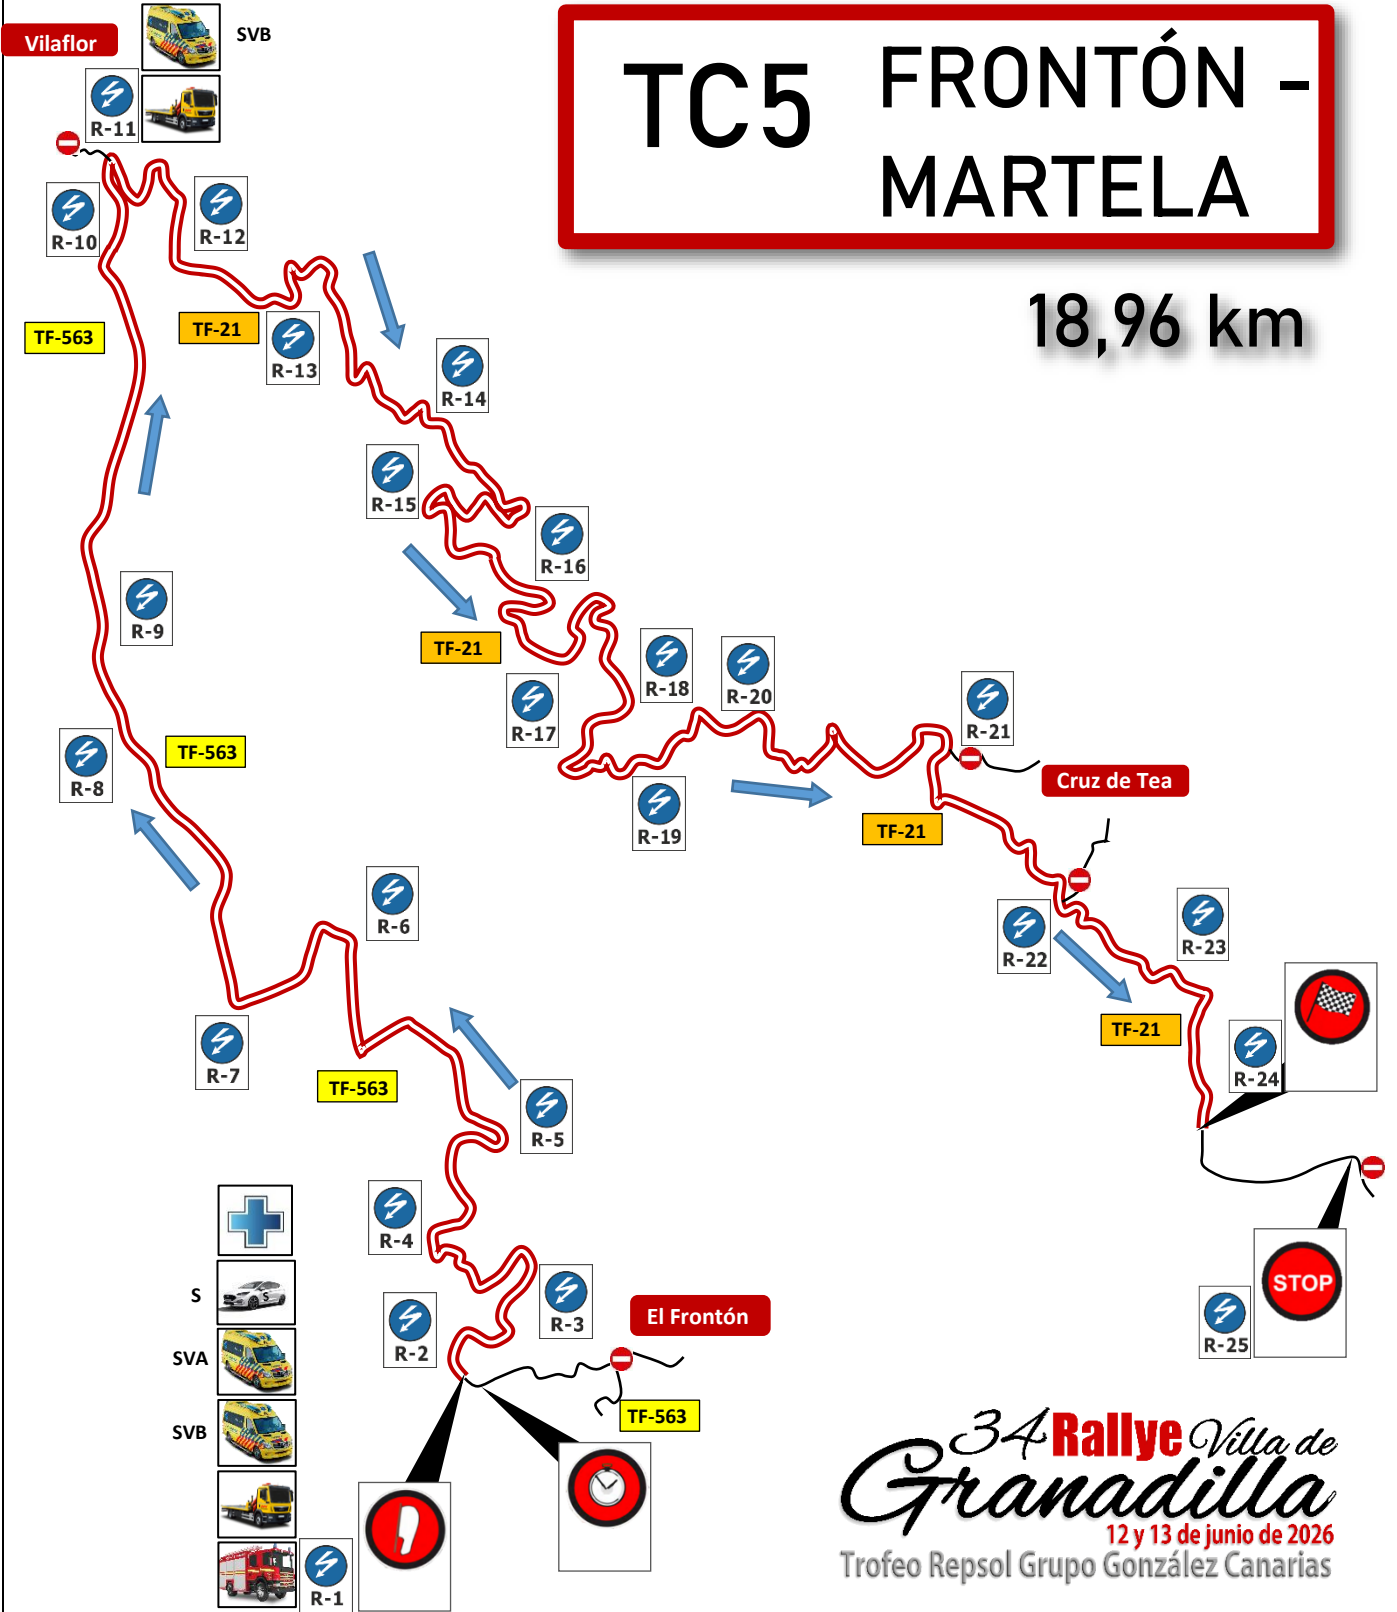 Vilaflor
SVB
TC5
FRONTÓN -
MARTELA
18,96 km
R-11
R-10
R-12
TF-563
TF-21
R-13
R-14
R-15
R-16
R-9
TF-21
R-17
R-18
R-20
R-21
TF-563
R-8
Cruz de Tea
R-19
TF-21
R-6
R-22
R-23
TF-21
R-7
R-24
TF-563
R-5
R-4
S
S
STOP
R-3
El Frontón
R-2
R-25
SVA
TF-563
SVB
R-1
34 Rallye Villa de
Granadilla
12 y 13 de junio de 2026
Trofeo Repsol Grupo González Canarias